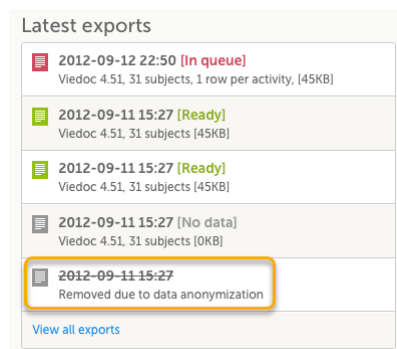 Latest exports
2012-09-12 22:50 [In queue]
Viedoc 4.51, 31 subjects, 1 row per activity, [45KB]
2012-09-11 15:27 [Ready]
Viedoc 4.51, 31 subjects [45KB]
2012-09-11 15:27 [Ready]
Viedoc 4.51, 31 subjects [45KB]
2012-09-11 15:27 [No data]
Viedoc 4.51, 31 subjects [0KB]
2012-09-11 15:27
Removed due to data anonymization
View all exports